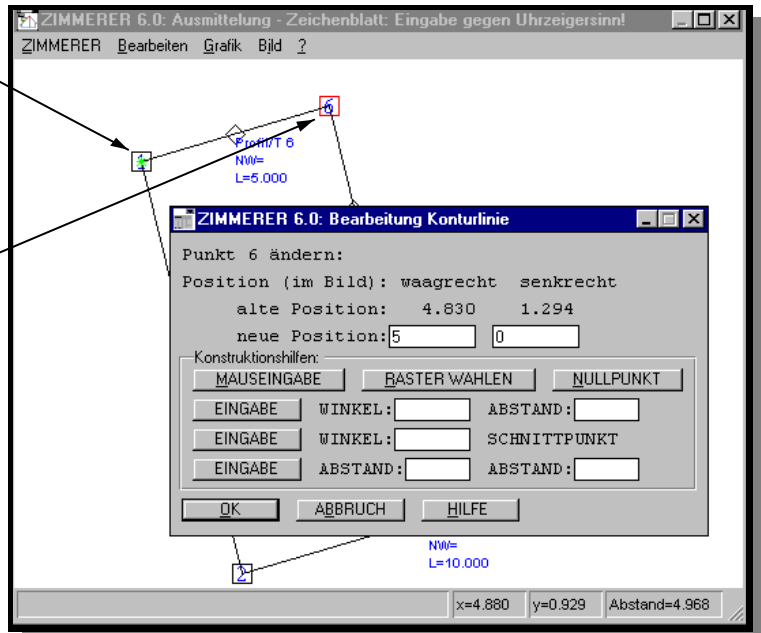 ZIMMERER 6.0: Ausmittelung - Zeichenblatt: Eingabe gegen Uhrzeigersinn!
ZIMMERER Bearbeiten Grafik Bild ?
6
Profil/T 6
1
NW=
L=5.000
ZIMMERER 6.0: Bearbeitung Konturlinie
Punkt 6 ändern:
Position (im Bild): waagrecht senkrecht
alte Position: 4.830 1.294
neue Position: 5 0
Konstruktionshilfen:
MAUSEINGABE RASTER WÄHLEN NULLPUNKT
EINGABE WINKEL: ABSTAND:
EINGABE WINKEL: SCHNITTPUNKT
EINGABE ABSTAND: ABSTAND:
OK ABBRUCH HILFE
NW=
L=10.000
2
x=4.880 y=0.929 Abstand=4.968